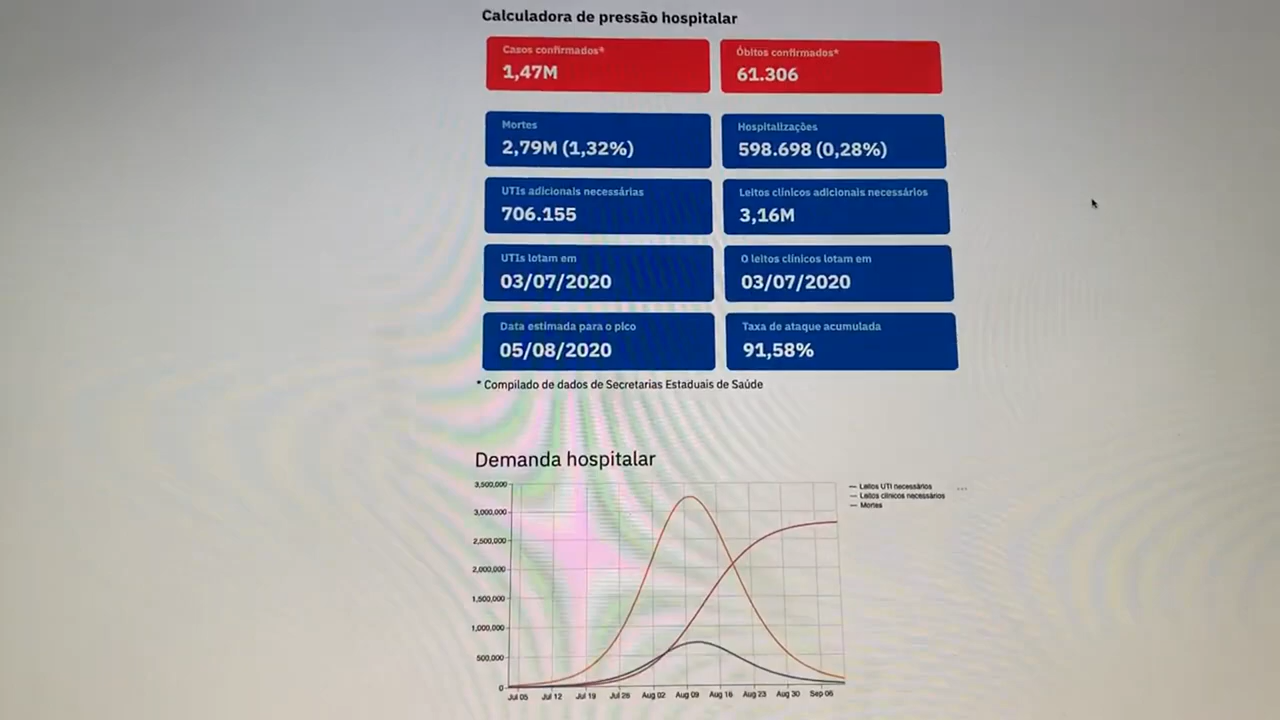 Calculadora de pressão hospitalar
Casos confirmados*
1,47M
Óbitos confirmados*
61.306
Mortes
2,79M (1,32%)
Hospitalizações
598.698 (0,28%)
UTIs adicionais necessárias
706.155
Leitos clínicos adicionais necessários
3,16M
UTIs lotam em
03/07/2020
O leitos clínicos lotam em
03/07/2020
Data estimada para o pico
05/08/2020
Taxa de ataque acumulada
91,58%
* Compilado de dados de Secretarias Estaduais de Saúde
Demanda hospitalar
3,500,000
3,000,000
2,500,000
2,000,000
1,500,000
1,000,000
500,000
0
Jul 05 Jul 12 Jul 19 Jul 26 Aug 02 Aug 09 Aug 16 Aug 23 Aug 30 Sep 06
Leitos UTI necessários
Leitos clínicos necessários
Mortes